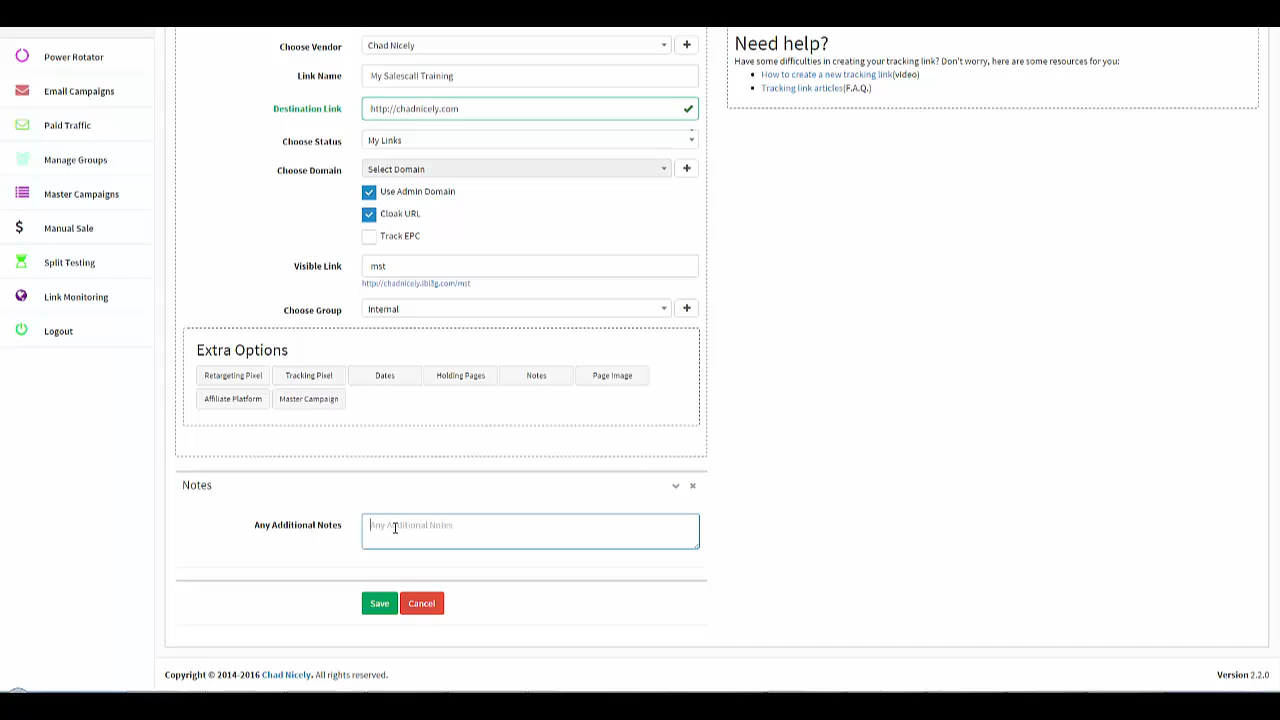 Power Rotator
Email Campaigns
Paid Traffic
Manage Groups
Master Campaigns
Manual Sale
Split Testing
Link Monitoring
Logout
Choose Vendor Chad Nicely
Link Name My Salescall Training
Destination Link http://chadnicely.com
Choose Status My Links
Choose Domain Select Domain
Use Admin Domain
Cloak URL
Track EPC
Visible Link mst
http://chadnicely.ibi3g.com/mst
Choose Group Internal
Extra Options
Retargeting Pixel Tracking Pixel Dates Holding Pages Notes Page Image
Affiliate Platform Master Campaign
Notes
Any Additional Notes Any Additional Notes
Save Cancel
Need help?
Have some difficulties in creating your tracking link? Don't worry, here are some resources for you:
How to create a new tracking link(video)
Tracking link articles(F.A.Q.)
Copyright © 2014-2016 Chad Nicely. All rights reserved. Version 2.2.0